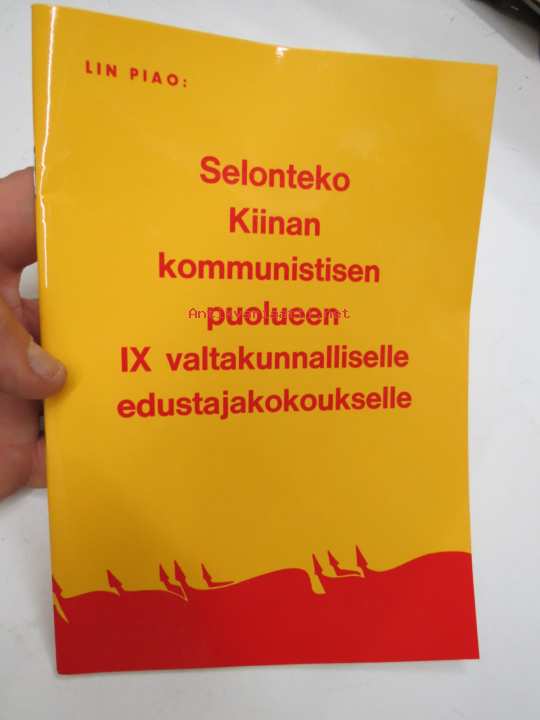 LIN PIAO:
Selonteko
Kiinan
kommunistisen
puolueen
IX valtakunnalliselle
edustajakokoukselle